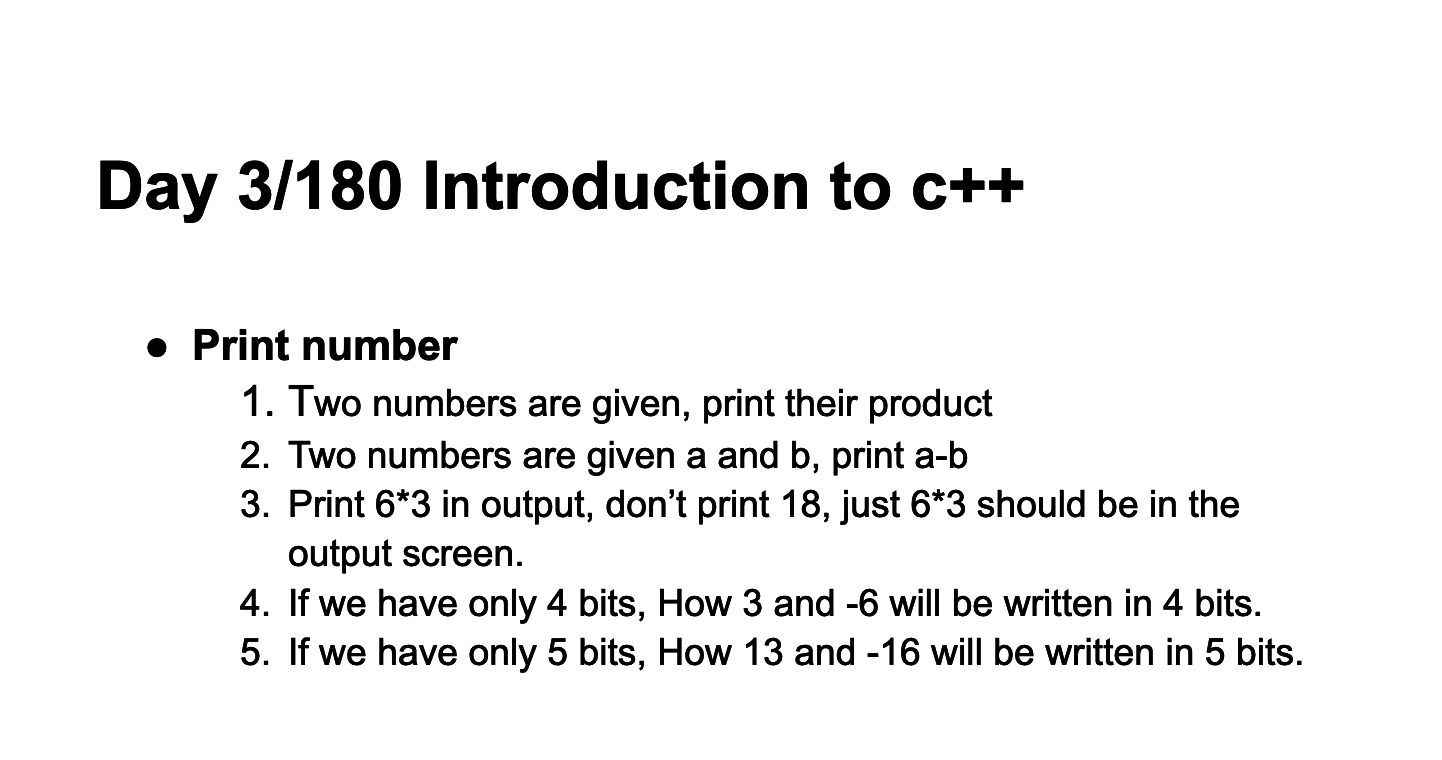 Day 3/180 Introduction to c++
● Print number
1. Two numbers are given, print their product
2. Two numbers are given a and b, print a-b
3. Print 6*3 in output, don’t print 18, just 6*3 should be in the
output screen.
4. If we have only 4 bits, How 3 and -6 will be written in 4 bits.
5. If we have only 5 bits, How 13 and -16 will be written in 5 bits.